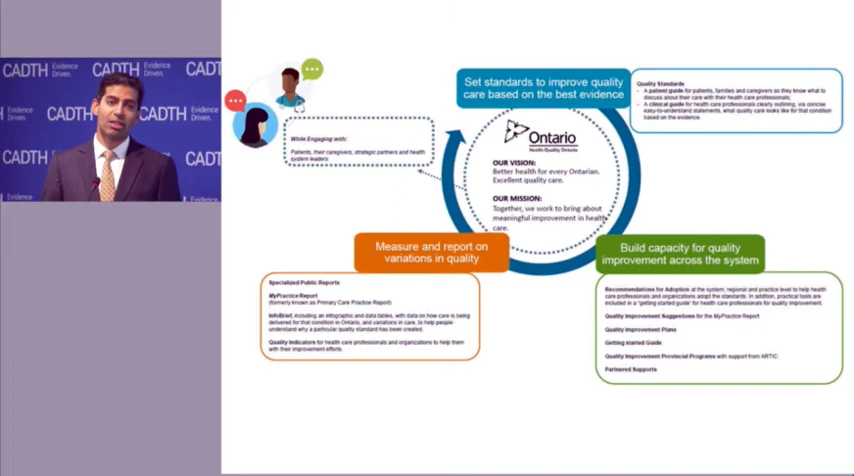 CADTH Evidence Driven.
CADTH Evidence Driven.
CADTH
CADTH
CADTH
CADTH
Set standards to improve quality
care based on the best evidence
Quality Standards
- A patient guide for patients, families and caregivers so they know what to
discuss about their care with their health care professionals;
- A clinical guide for health care professionals clearly outlining, via concise
easy-to-understand statements, what quality care looks like for that condition
based on the evidence.
While Engaging with:
Patients, their caregivers, strategic partners and health
system leaders
Ontario
Health Quality Ontario
OUR VISION:
Better health for every Ontarian.
Excellent quality care.
OUR MISSION:
Together, we work to bring about
meaningful improvement in health
care.
Measure and report on
variations in quality
Specialized Public Reports
MyPractice Report
(formerly known as Primary Care Practice Report)
InfoBrief, including an infographic and data tables, with data on how care is being
delivered for that condition in Ontario, and variations in care, to help people
understand why a particular quality standard has been created.
Quality Indicators for health care professionals and organizations to help them
with their improvement efforts.
Build capacity for quality
improvement across the system
Recommendations for Adoption at the system, regional and practice level to help health
care professionals and organizations adopt the standards. In addition, practical tools are
included in a 'getting started guide' for health care professionals for quality improvement.
Quality Improvement Suggestions for the MyPractice Report
Quality Improvement Plans
Getting started Guide
Quality Improvement Provincial Programs with support from ARTIC.
Partnered Supports